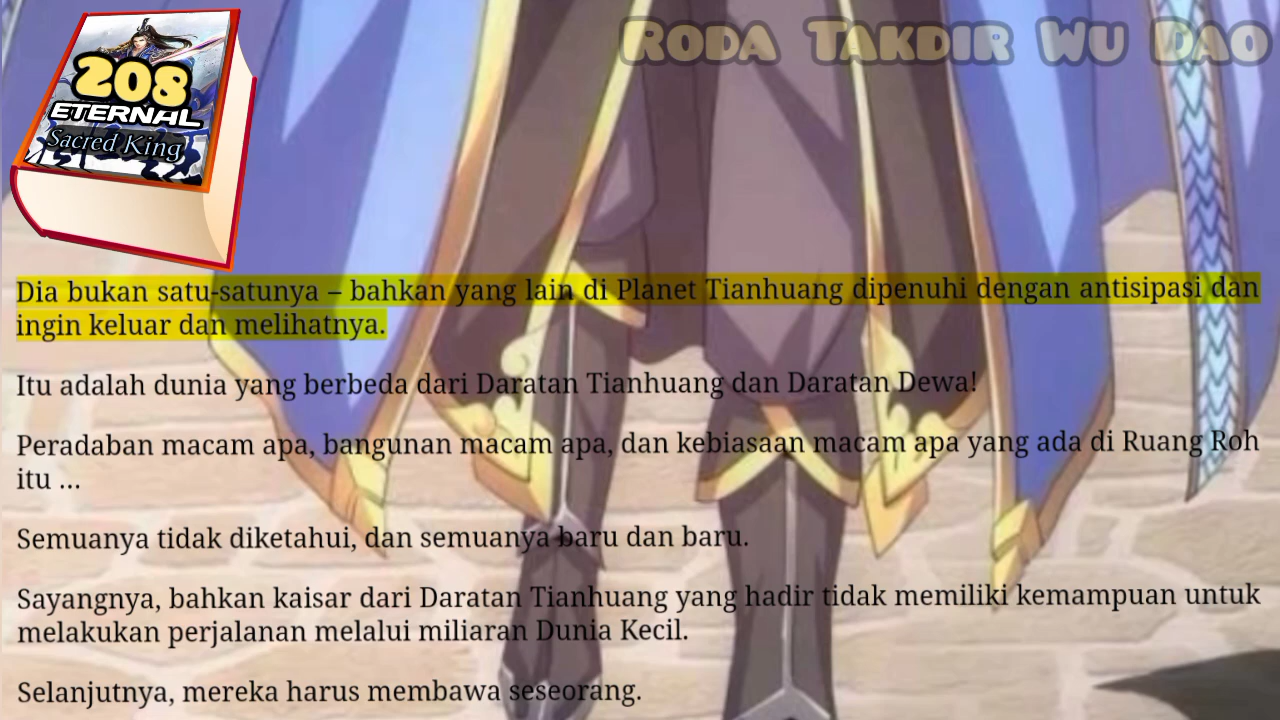 Roda Takdir Wu Dao
208
ETERNAL
Sacred King
Dia bukan satu-satunya – bahkan yang lain di Planet Tianhuang dipenuhi dengan antisipasi dan
ingin keluar dan melihatnya.
Itu adalah dunia yang berbeda dari Daratan Tianhuang dan Daratan Dewa!
Peradaban macam apa, bangunan macam apa, dan kebiasaan macam apa yang ada di Ruang Roh
itu ...
Semuanya tidak diketahui, dan semuanya baru dan baru.
Sayangnya, bahkan kaisar dari Daratan Tianhuang yang hadir tidak memiliki kemampuan untuk
melakukan perjalanan melalui miliaran Dunia Kecil.
Selanjutnya, mereka harus membawa seseorang.